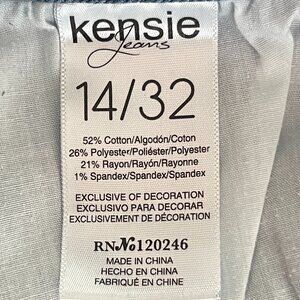 kensie
Jeans
14/32
52% Cotton/Algodón/Coton
26% Polyester/Poliéster/Polyester
21% Rayon/Rayón/Rayonne
1% Spandex/Spandex/Spandex
EXCLUSIVE OF DECORATION
EXCLUSIVO PARA DECORAR
EXCLUSIVEMENT DE DÉCORATION
RN№120246
MADE IN CHINA
HECHO EN CHINA
FABRIQUÉ EN CHINE